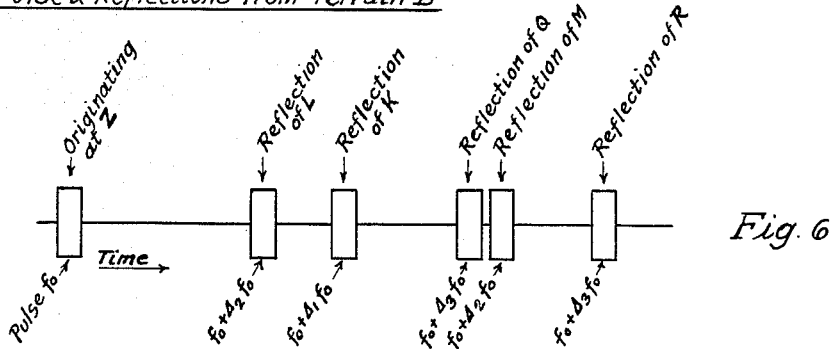 Reflections from Terrain B
Originating
at Z
Reflection
of L
Reflection
of K
Reflection of Q
Reflection of M
Reflection of R
Fig. 6
Time
Pulse f₀
f₀+Δ₂f₀
f₀+Δ₁f₀
f₀+Δ₃f₀
f₀+Δ₂f₀
f₀+Δ₃f₀